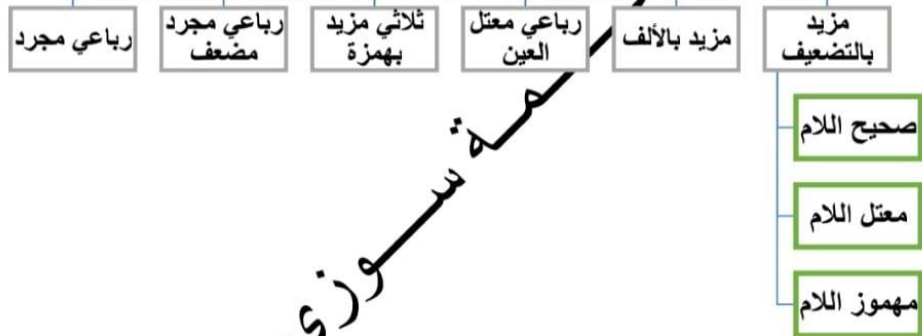 مزيد
بالتضعيف
مزيد بالألف
رباعي معتل
العين
ثلاثي مزيد
بهمزة
رباعي مجرد
مضعف
رباعي مجرد
صحيح اللام
معتل اللام
مهموز اللام
سوزي